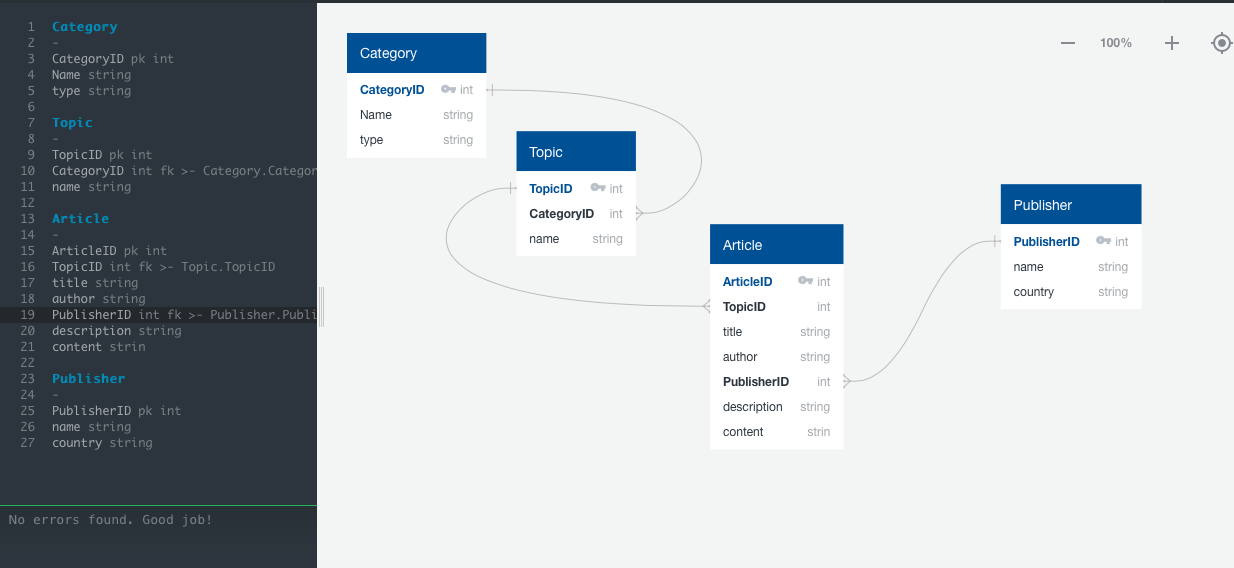 1 Category
2 -
3 CategoryID pk int
4 Name string
5 type string
6
7 Topic
8 -
9 TopicID pk int
10 CategoryID int fk >- Category.Categor
11 name string
12
13 Article
14 -
15 ArticleID pk int
16 TopicID int fk >- Topic.TopicID
17 title string
18 author string
19 PublisherID int fk >- Publisher.Publi
20 description string
21 content strin
22
23 Publisher
24 -
25 PublisherID pk int
26 name string
27 country string
No errors found. Good job!
100%
Category
CategoryID int
Name string
type string
Topic
TopicID int
CategoryID int
name string
Article
ArticleID int
TopicID int
title string
author string
PublisherID int
description string
content strin
Publisher
PublisherID int
name string
country string